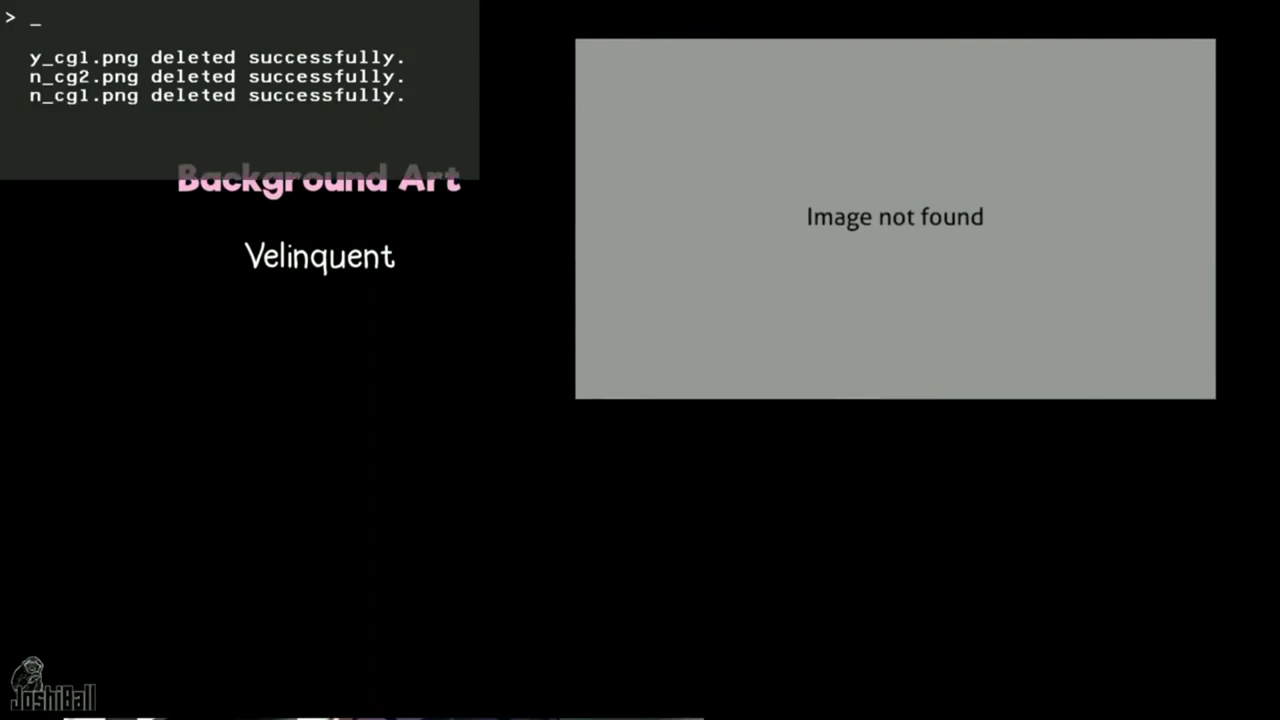 > _
y_cg1.png deleted successfully.
n_cg2.png deleted successfully.
n_cg1.png deleted successfully.
Background Art
Velinquent
Image not found
JoshiBall